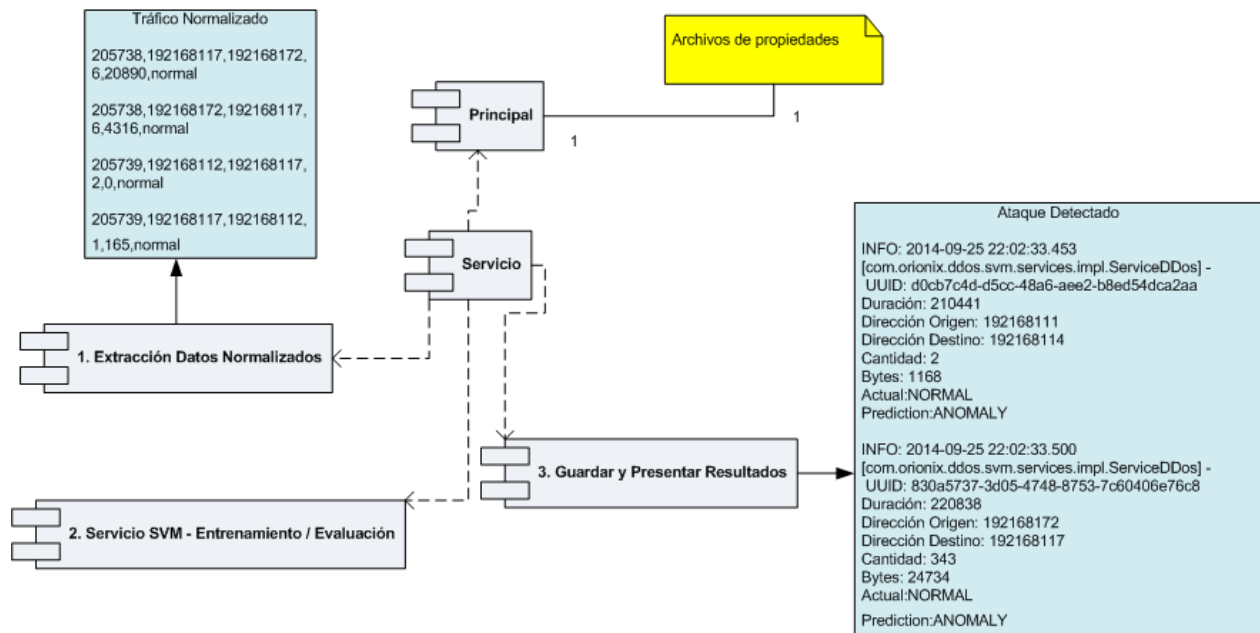 Tráfico Normalizado
205738,192168117,192168172,
6,20890,normal
205738,192168172,192168117,
6,4316,normal
205739,192168112,192168117,
2,0,normal
205739,192168117,192168112,
1,165,normal
Archivos de propiedades
Principal
1
1
Servicio
1. Extracción Datos Normalizados
2. Servicio SVM - Entrenamiento / Evaluación
3. Guardar y Presentar Resultados
Ataque Detectado
INFO: 2014-09-25 22:02:33.453
[com.orionix.ddos.svm.services.impl.ServiceDDos] -
UUID: d0cb7c4d-d5cc-48a6-aee2-b8ed54dca2aa
Duración: 210441
Dirección Origen: 192168111
Dirección Destino: 192168114
Cantidad: 2
Bytes: 1168
Actual:NORMAL
Prediction:ANOMALY
INFO: 2014-09-25 22:02:33.500
[com.orionix.ddos.svm.services.impl.ServiceDDos] -
UUID: 830a5737-3d05-4748-8753-7c60406e76c8
Duración: 220838
Dirección Origen: 192168172
Dirección Destino: 192168117
Cantidad: 343
Bytes: 24734
Actual:NORMAL
Prediction:ANOMALY